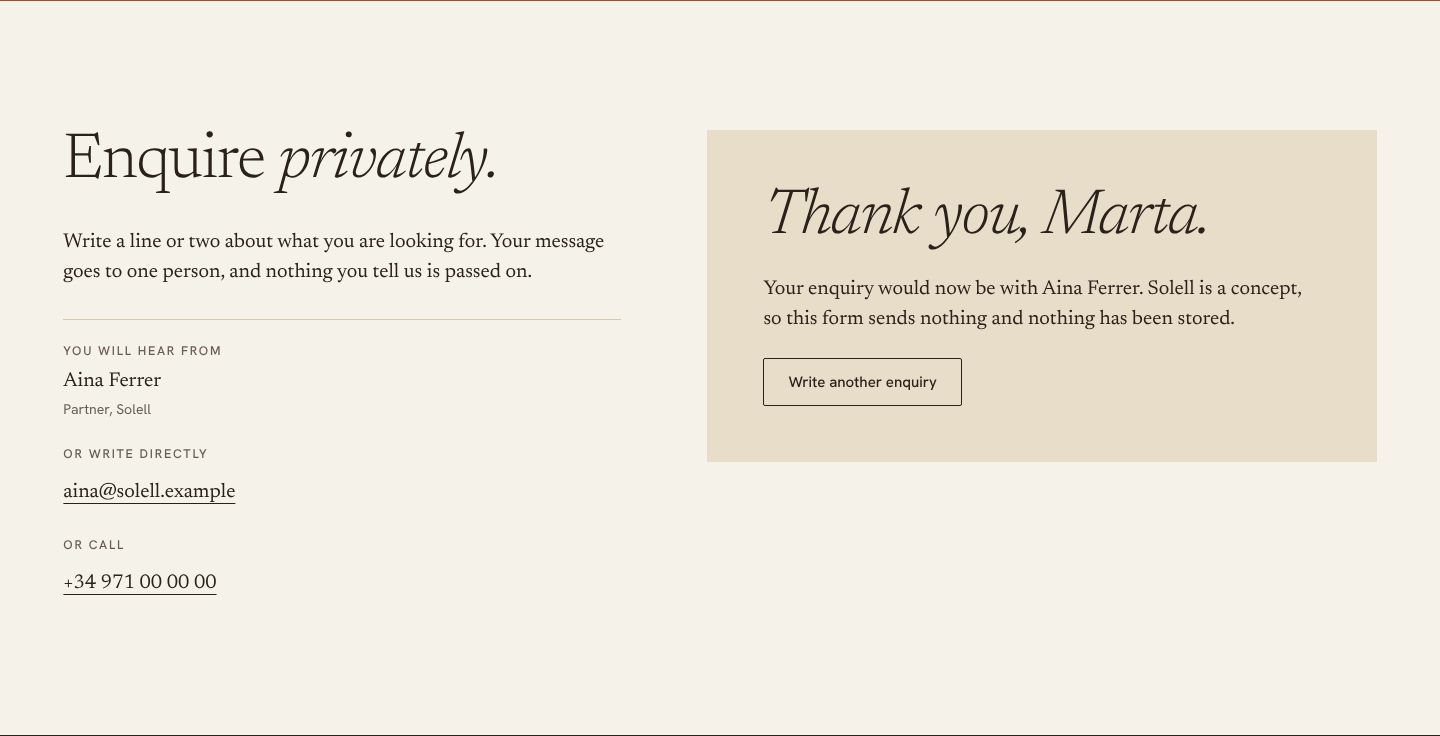 Enquire privately.
Write a line or two about what you are looking for. Your message
goes to one person, and nothing you tell us is passed on.
YOU WILL HEAR FROM
Aina Ferrer
Partner, Solell
OR WRITE DIRECTLY
aina@solell.example
OR CALL
+34 971 00 00 00
Thank you, Marta.
Your enquiry would now be with Aina Ferrer. Solell is a concept,
so this form sends nothing and nothing has been stored.
Write another enquiry